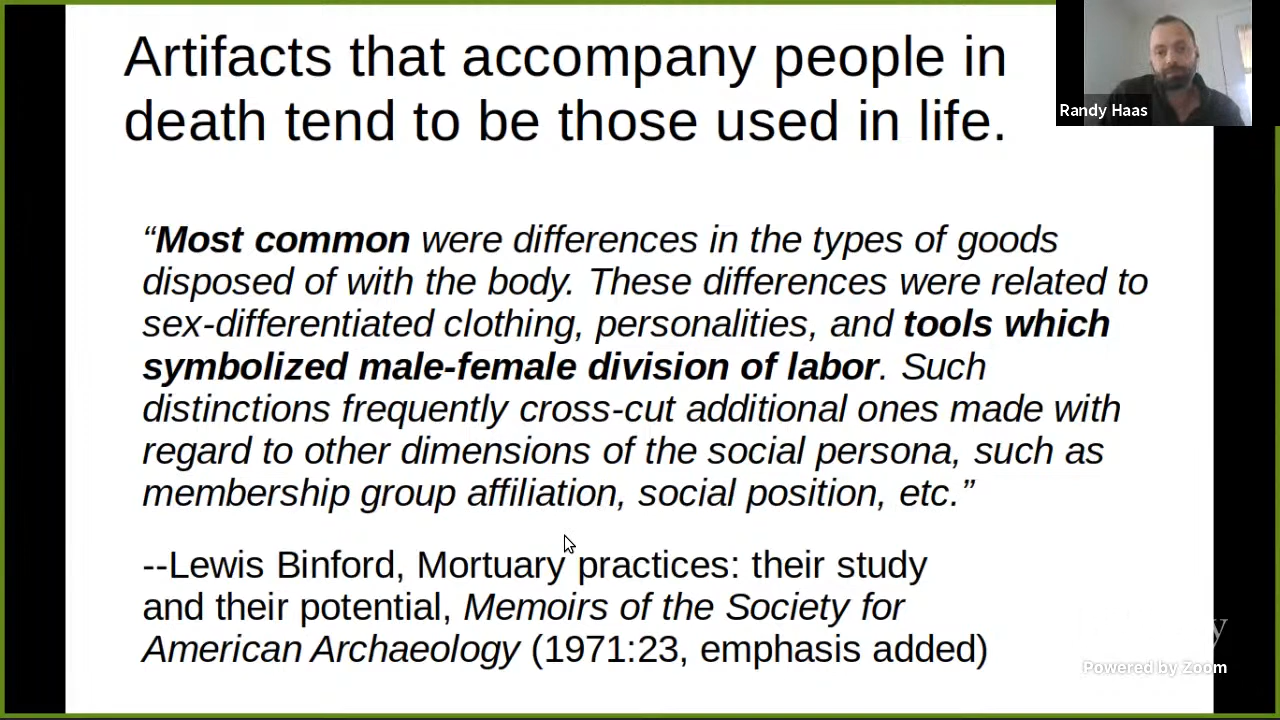 Artifacts that accompany people in
death tend to be those used in life.
Randy Haas
“Most common were differences in the types of goods
disposed of with the body. These differences were related to
sex-differentiated clothing, personalities, and tools which
symbolized male-female division of labor. Such
distinctions frequently cross-cut additional ones made with
regard to other dimensions of the social persona, such as
membership group affiliation, social position, etc.”
--Lewis Binford, Mortuary practices: their study
and their potential, Memoirs of the Society for
American Archaeology (1971:23, emphasis added)
Powered by Zoom